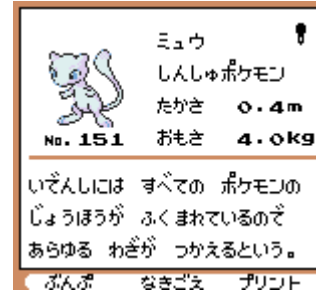 ミュウ
しんしゅポケモン
たかさ 0.4m
No.151 おもさ 4.0kg
いでんしには すべての ポケモンの
じょうほうが ふくまれているので
あらゆる わざが つかえるという。
ぶんぷ なきごえ プリント